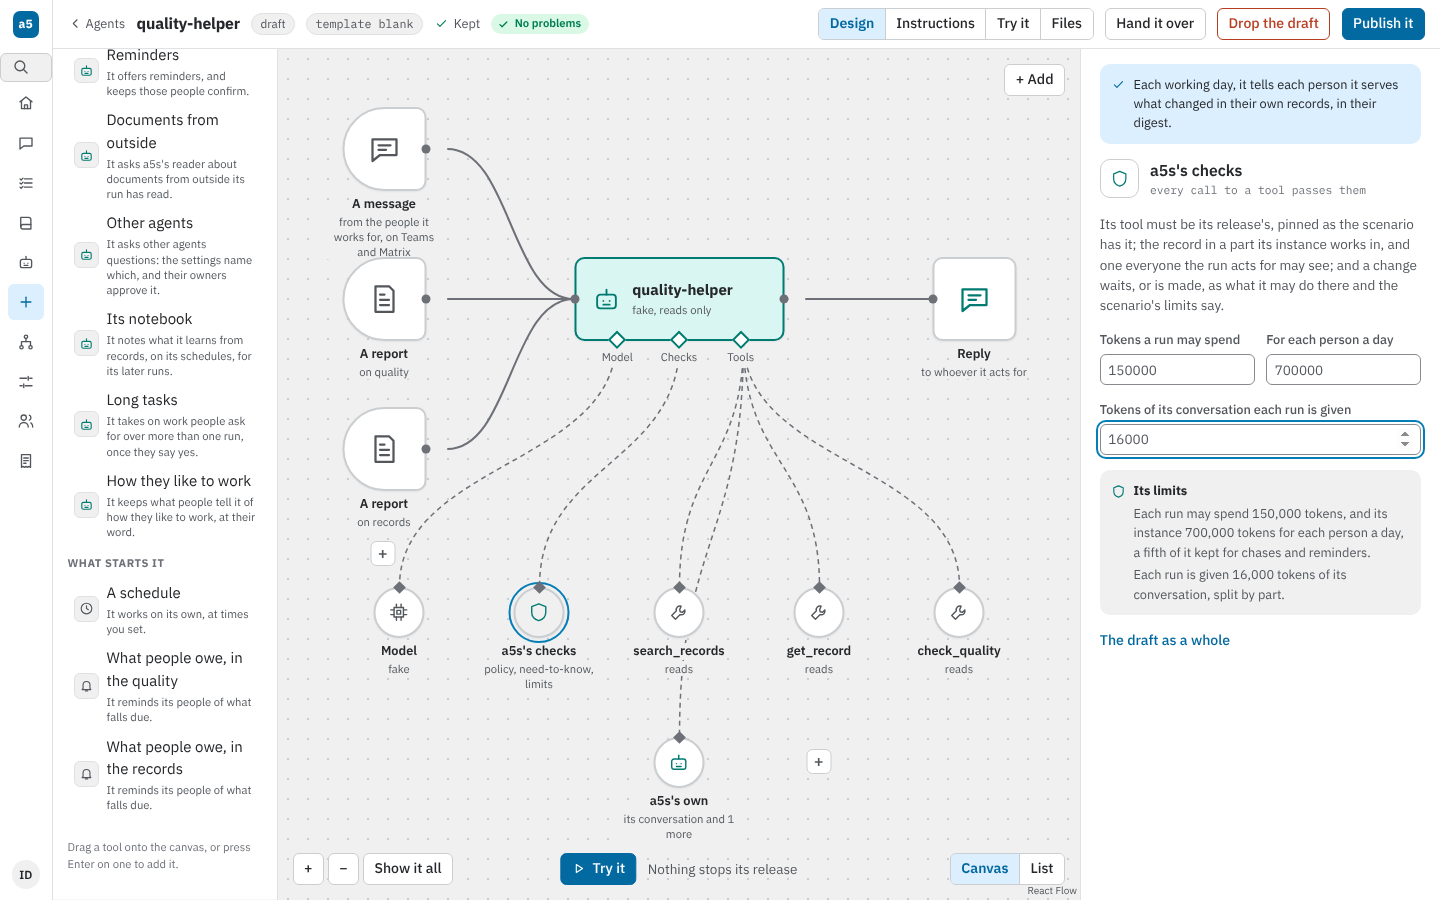 a5
Agents
quality-helper
draft
template blank
Kept
No problems
Design
Instructions
Try it
Files
Hand it over
Drop the draft
Publish it
Reminders
It offers reminders, and
keeps those people confirm.
Documents from
outside
It asks a5s's reader about
documents from outside its
run has read.
Other agents
It asks other agents
questions: the settings name
which, and their owners
approve it.
Its notebook
It notes what it learns from
records, on its schedules, for
its later runs.
Long tasks
It takes on work people ask
for over more than one run,
once they say yes.
How they like to work
It keeps what people tell it of
how they like to work, at their
word.
WHAT STARTS IT
A schedule
It works on its own, at times
you set.
What people owe, in
the quality
It reminds its people of what
falls due.
What people owe, in
the records
It reminds its people of what
falls due.
Drag a tool onto the canvas, or press
Enter on one to add it.
ID
+ Add
A message
from the people it
works for, on Teams
and Matrix
A report
on quality
A report
on records
+
quality-helper
fake, reads only
Model
Checks
Tools
Reply
to whoever it acts for
Model
fake
a5s's checks
policy, need-to-know,
limits
search_records
reads
get_record
reads
check_quality
reads
a5s's own
its conversation and 1
more
+
+
−
Show it all
Try it
Nothing stops its release
Canvas
List
React Flow
Each working day, it tells each person it serves
what changed in their own records, in their
digest.
a5s's checks
every call to a tool passes them
Its tool must be its release's, pinned as the scenario
has it; the record in a part its instance works in, and
one everyone the run acts for may see; and a change
waits, or is made, as what it may do there and the
scenario's limits say.
Tokens a run may spend
150000
For each person a day
700000
Tokens of its conversation each run is given
16000
Its limits
Each run may spend 150,000 tokens, and its
instance 700,000 tokens for each person a day,
a fifth of it kept for chases and reminders.
Each run is given 16,000 tokens of its
conversation, split by part.
The draft as a whole